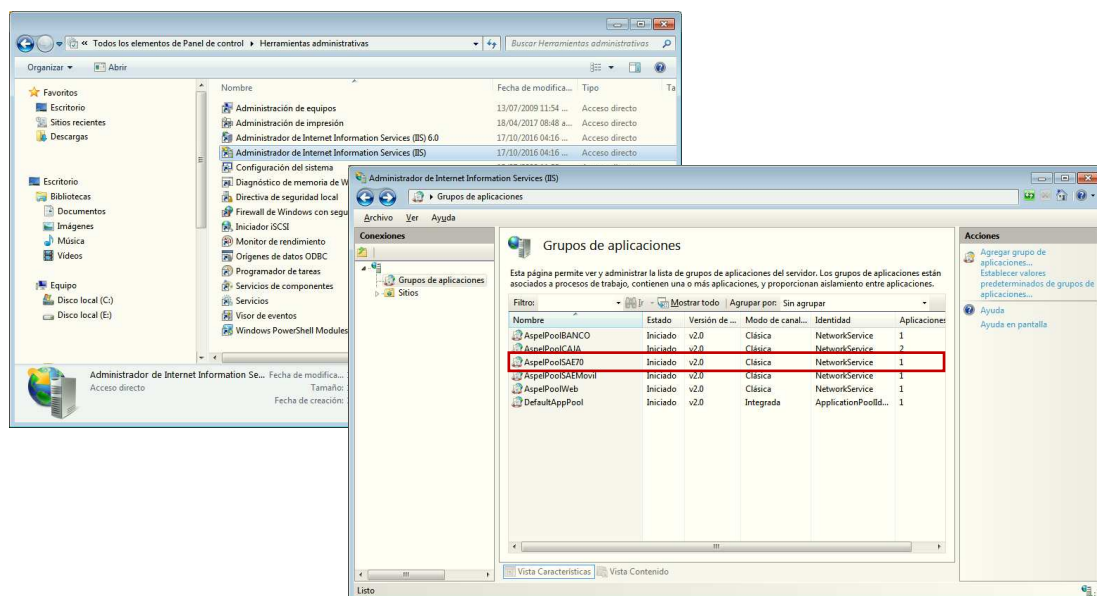 « Todos los elementos de Panel de control ▸ Herramientas administrativas
Buscar Herramientas administrativas
Organizar
Abrir
Favoritos
Escritorio
Sitios recientes
Descargas
Escritorio
Bibliotecas
Documentos
Imágenes
Música
Vídeos
Equipo
Disco local (C:)
Disco local (E:)
Nombre Fecha de modifica... Tipo Ta
Administración de equipos 13/07/2009 11:54 ... Acceso directo
Administración de impresión 18/04/2017 08:48 a... Acceso directo
Administrador de Internet Information Services (IIS) 6.0 17/10/2016 04:16 ... Acceso directo
Administrador de Internet Information Services (IIS) 17/10/2016 04:16 ... Acceso directo
Configuración del sistema
Diagnóstico de memoria de W
Directiva de seguridad local
Firewall de Windows con segu
Iniciador iSCSI
Monitor de rendimiento
Orígenes de datos ODBC
Programador de tareas
Servicios de componentes
Servicios
Visor de eventos
Windows PowerShell Modules
Administrador de Internet Information Se... Fecha de modifica...
Acceso directo Tamaño:
Fecha de creación:
Administrador de Internet Information Services (IIS)
▸ Grupos de aplicaciones
Archivo Ver Ayuda
Conexiones
Grupos de aplicaciones
Sitios
Grupos de aplicaciones
Esta página permite ver y administrar la lista de grupos de aplicaciones del servidor. Los grupos de aplicaciones están
asociados a procesos de trabajo, contienen una o más aplicaciones, y proporcionan aislamiento entre aplicaciones.
Filtro: Ir Mostrar todo Agrupar por: Sin agrupar
Nombre Estado Versión de ... Modo de canal... Identidad Aplicaciones
AspelPoolBANCO Iniciado v2.0 Clásica NetworkService 1
AspelPoolCAJA Iniciado v2.0 Clásica NetworkService 2
AspelPoolSAE70 Iniciado v2.0 Clásica NetworkService 1
AspelPoolSAEMovil Iniciado v2.0 Clásica NetworkService 1
AspelPoolWeb Iniciado v2.0 Clásica NetworkService 1
DefaultAppPool Iniciado v2.0 Integrada ApplicationPoolId... 1
Vista Características Vista Contenido
Listo
Acciones
Agregar grupo de
aplicaciones...
Establecer valores
predeterminados de grupos de
aplicaciones...
Ayuda
Ayuda en pantalla